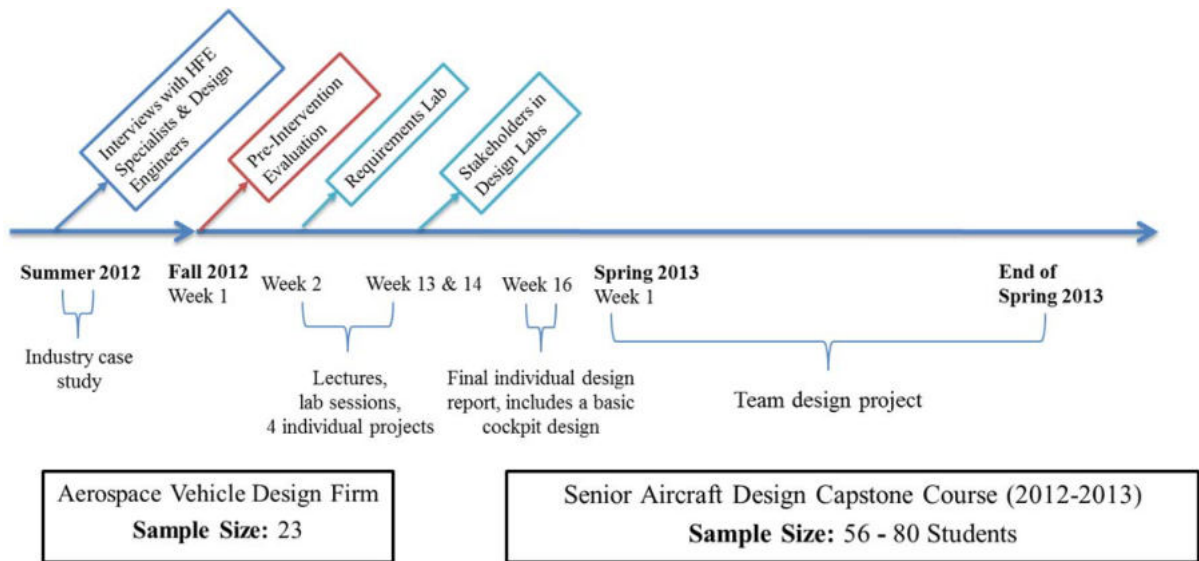 Interviews with HFE
Specialists & Design
Engineers
Pre-Intervention
Evaluation
Requirements Lab
Stakeholders in
Design Labs
Summer 2012
Fall 2012
Week 1
Week 2
Week 13 & 14
Week 16
Spring 2013
Week 1
End of
Spring 2013
Industry case
study
Lectures,
lab sessions,
4 individual projects
Final individual design
report, includes a basic
cockpit design
Team design project
Aerospace Vehicle Design Firm
Sample Size: 23
Senior Aircraft Design Capstone Course (2012-2013)
Sample Size: 56 - 80 Students